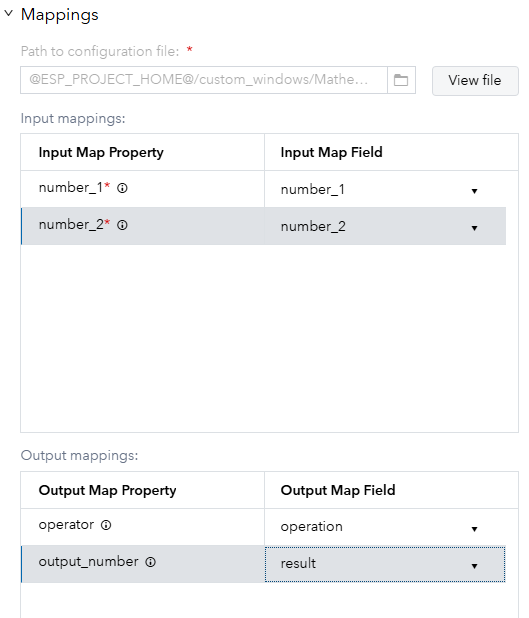 Mappings
Path to configuration file: *
@ESP_PROJECT_HOME@/custom_windows/Mathe... View file
Input mappings:
Input Map Property Input Map Field
number_1* number_1
number_2* number_2
Output mappings:
Output Map Property Output Map Field
operator operation
output_number result